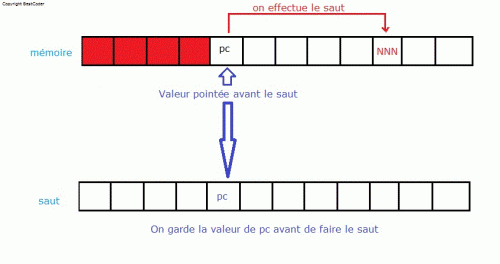 Copyright BestCoder
on effectue le saut
mémoire
pc
NNN
Valeur pointée avant le saut
saut
pc
On garde la valeur de pc avant de faire le saut